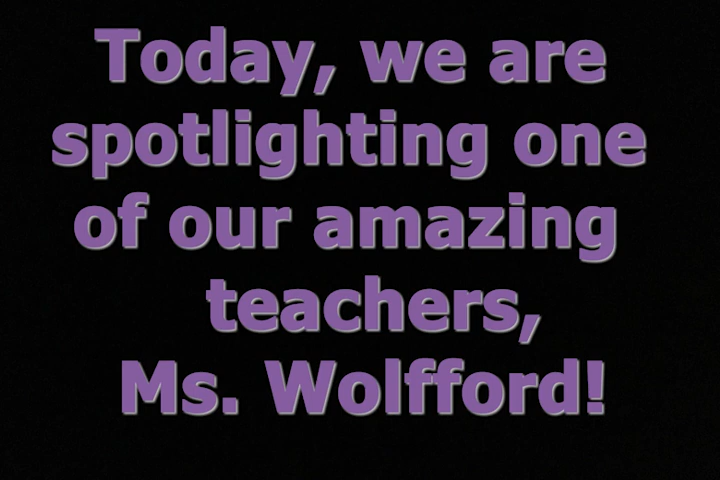 Today, we are
spotlighting one
of our amazing
teachers,
Ms. Wolfford!